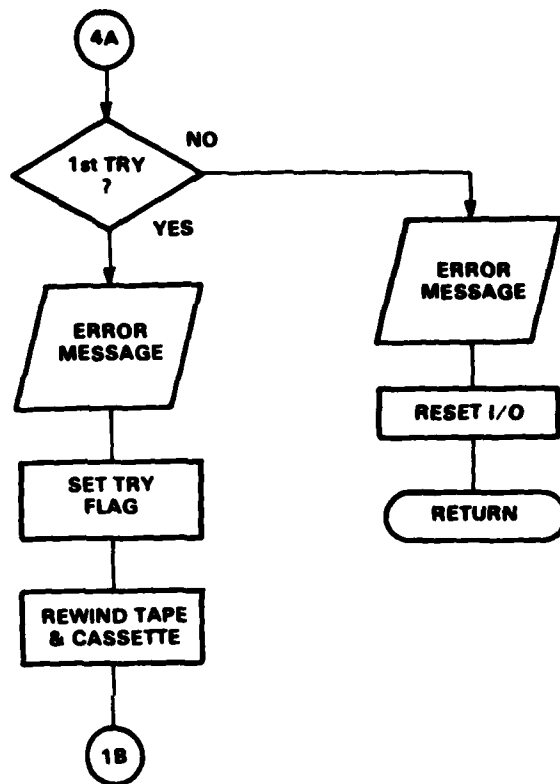 4A
NO
1st TRY
?
YES
ERROR
MESSAGE
SET TRY
FLAG
REWIND TAPE
& CASSETTE
1B
ERROR
MESSAGE
RESET I/O
RETURN